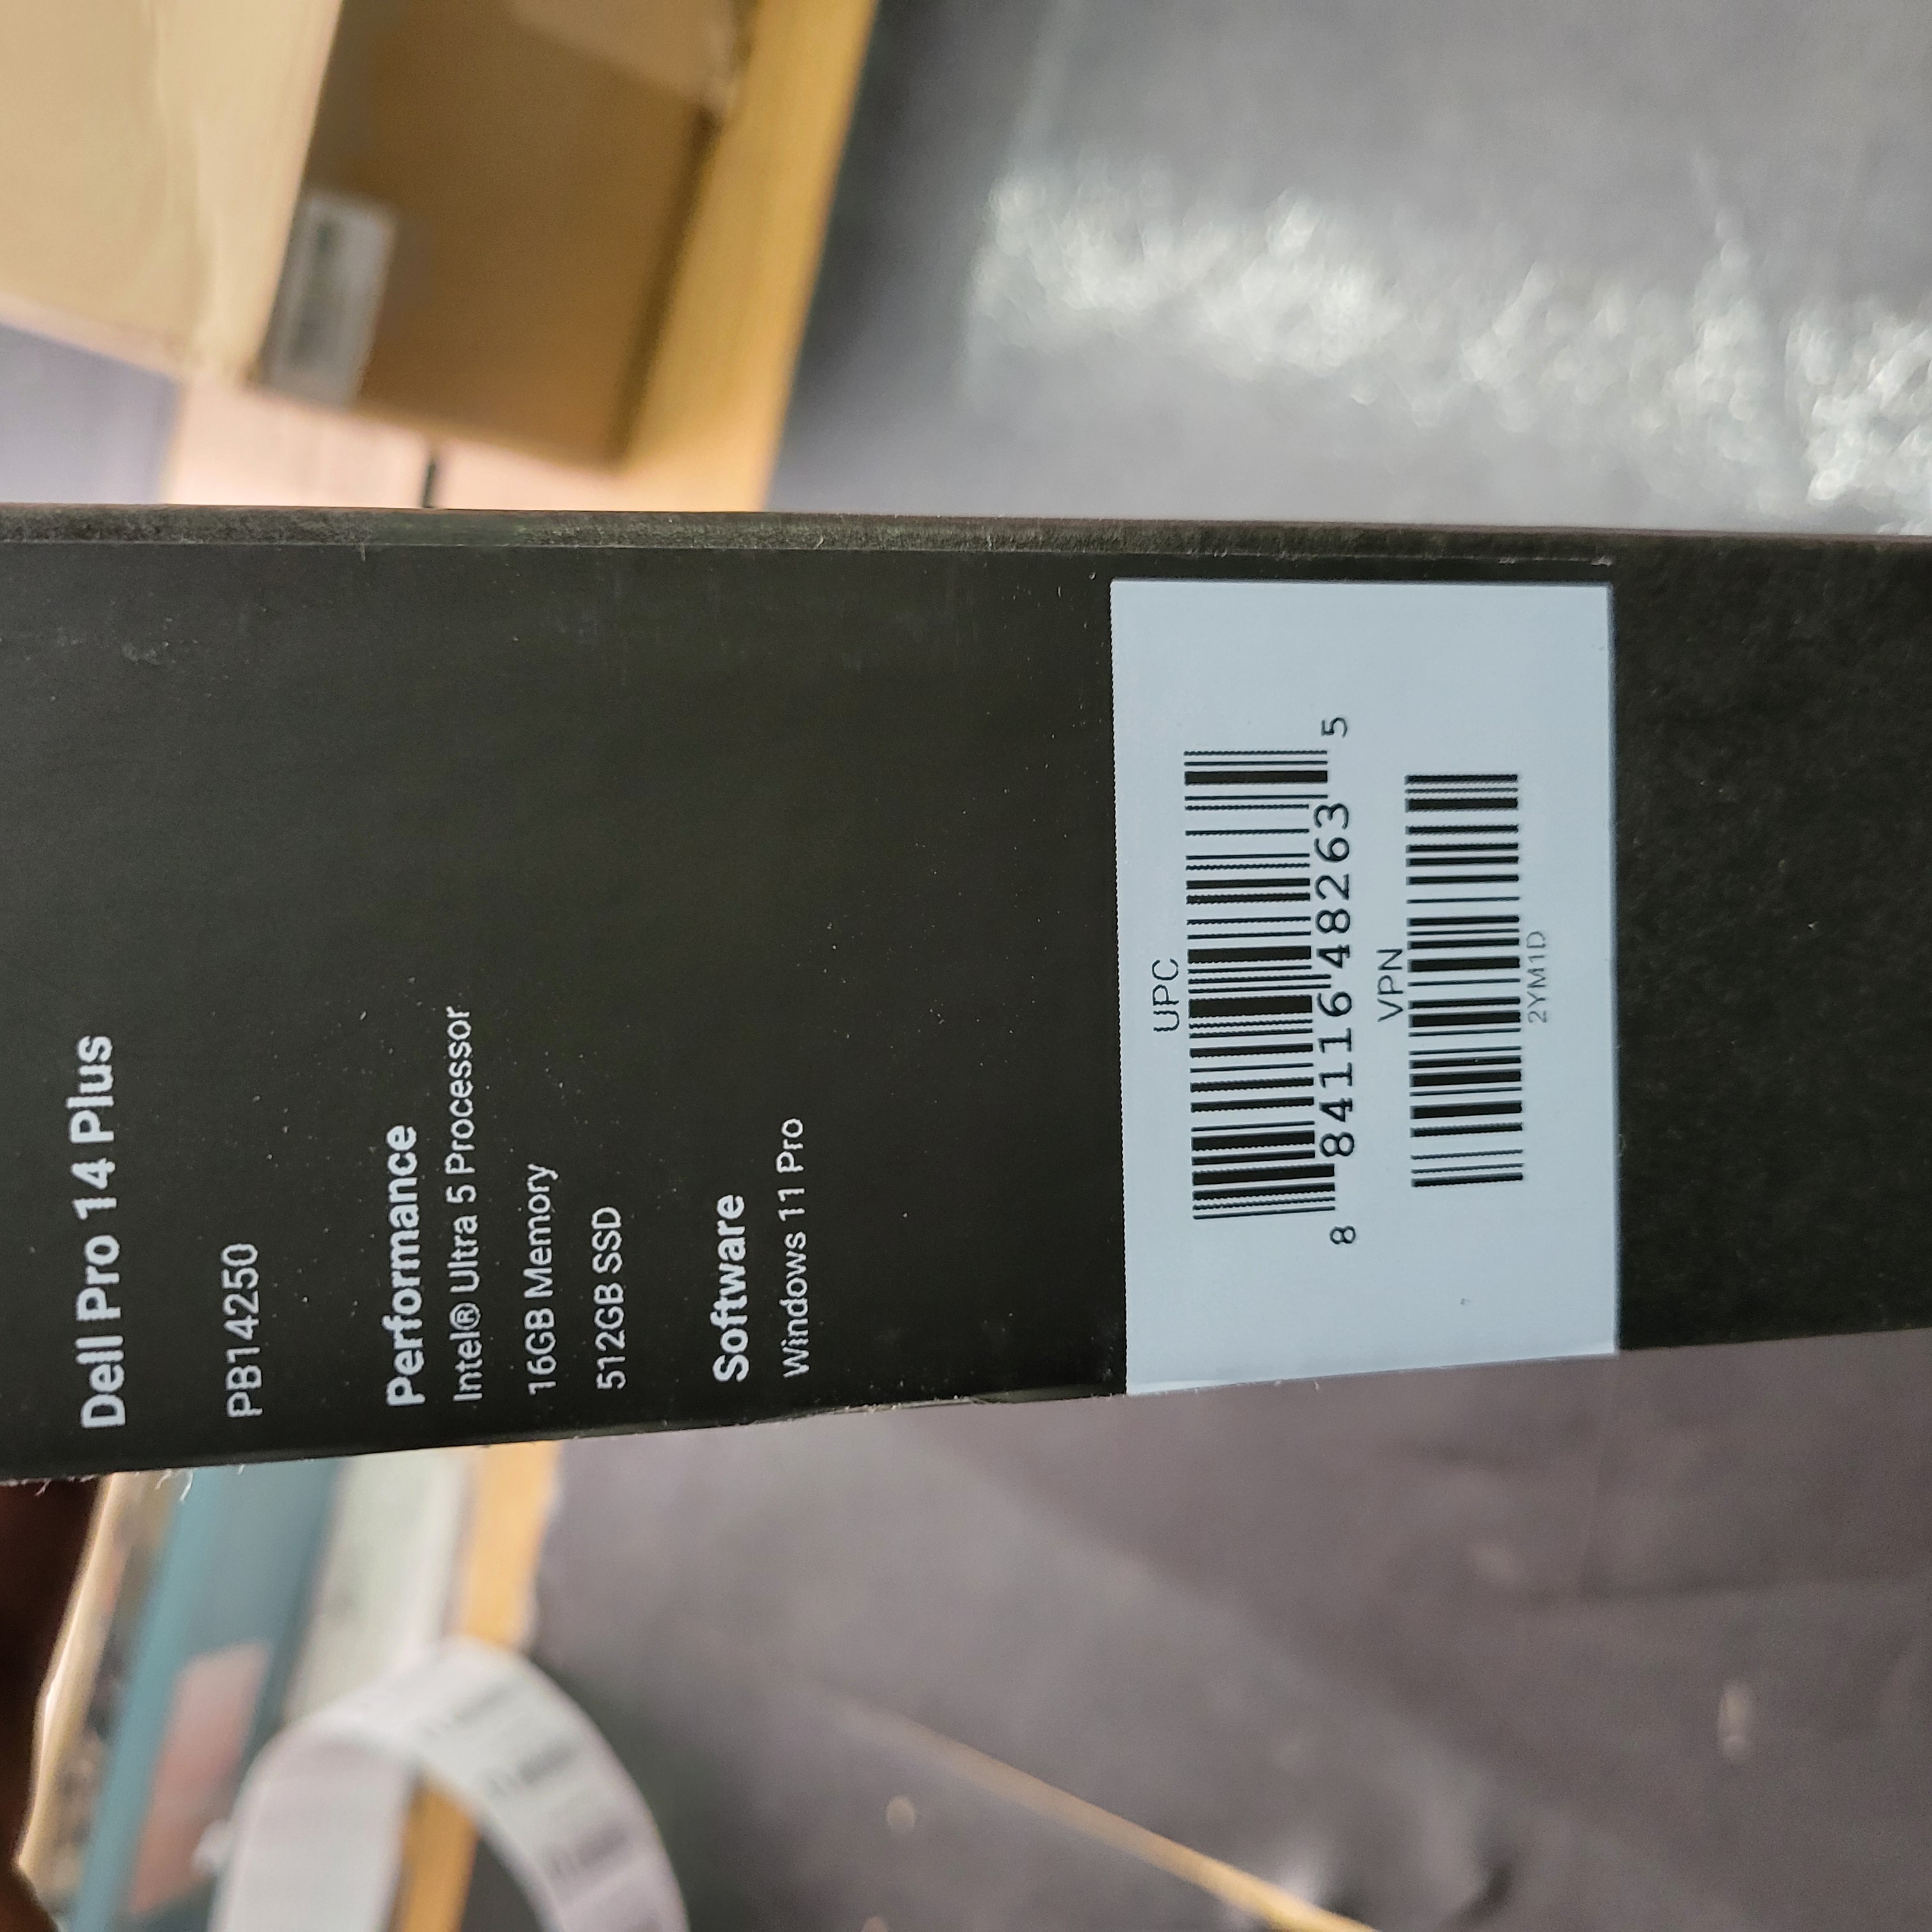 Dell Pro 14 Plus
PB14250
Performance
Intel® Ultra 5 Processor
16GB Memory
512GB SSD
Software
Windows 11 Pro
UPC
8 84116 48263 5
VPN
2YM1D